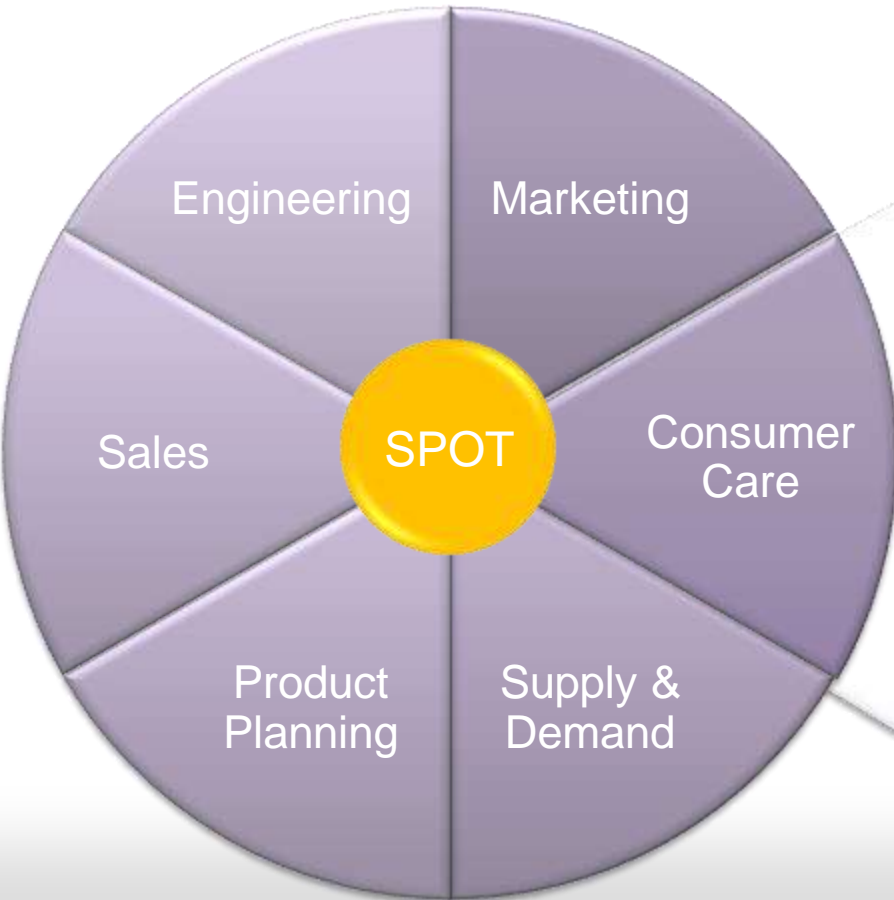 Engineering
Marketing
Sales
SPOT
Consumer
Care
Product
Planning
Supply &
Demand